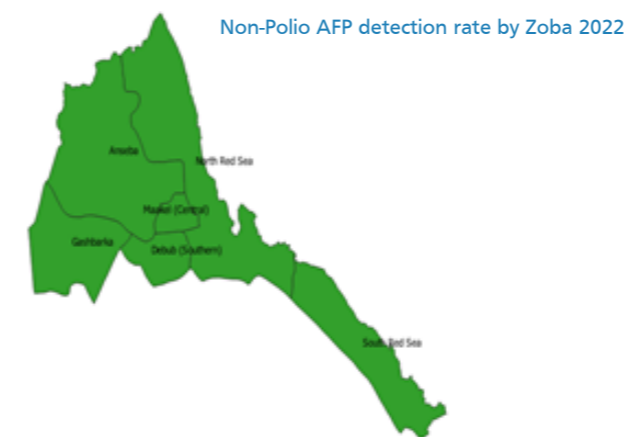 Non-Polio AFP detection rate by Zoba 2022
Anseba
North Red Sea
Maakel (Central)
Gashbarka
Debub (Southern)
South Red Sea